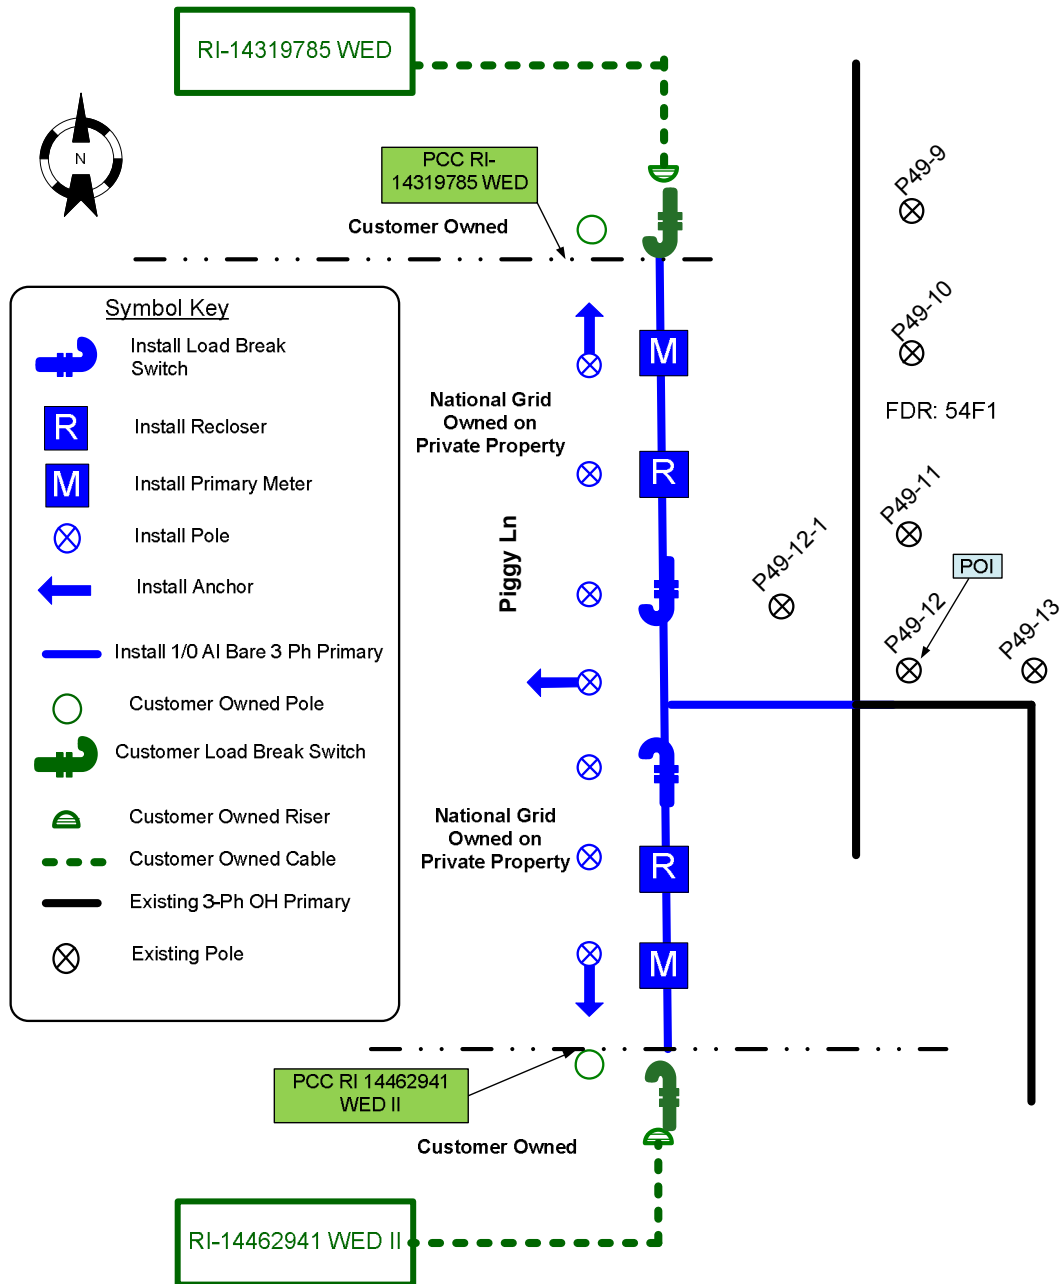 RI-14319785 WED
N
PCC RI-
14319785 WED
Customer Owned
P49-9
P49-10
FDR: 54F1
P49-11
P49-12-1
POI
P49-12
P49-13
Symbol Key
Install Load Break
Switch
R
Install Recloser
M
Install Primary Meter
Install Pole
Install Anchor
Install 1/0 Al Bare 3 Ph Primary
Customer Owned Pole
Customer Load Break Switch
Customer Owned Riser
Customer Owned Cable
Existing 3-Ph OH Primary
Existing Pole
M
National Grid
Owned on
Private Property
R
Piggy Ln
National Grid
Owned on
Private Property
R
M
PCC RI 14462941
WED II
Customer Owned
RI-14462941 WED II